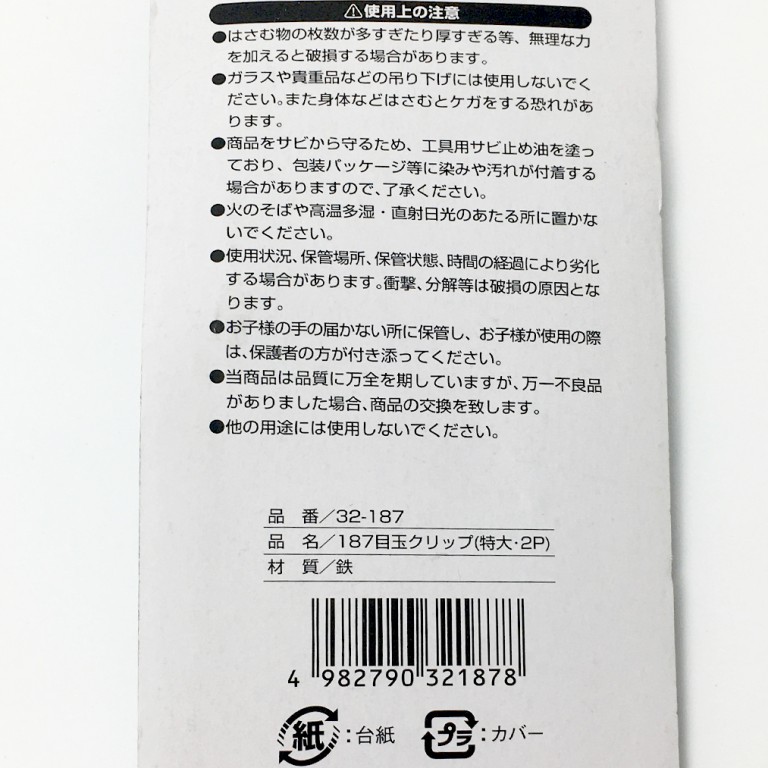 ⚠使用上の注意
●はさむ物の枚数が多すぎたり厚すぎる等、無理な力
を加えると破損する場合があります。
●ガラスや貴重品などの吊り下げには使用しないでく
ださい。また身体などはさむとケガをする恐れがあ
ります。
●商品をサビから守るため、工具用サビ止め油を塗っ
ており、包装パッケージ等に染みや汚れが付着する
場合がありますので、了承ください。
●火のそばや高温多湿・直射日光のあたる所に置かな
いでください。
●使用状況、保管場所、保管状態、時間の経過により劣化
する場合があります。衝撃、分解等は破損の原因とな
ります。
●お子様の手の届かない所に保管し、お子様が使用の際
は、保護者の方が付き添ってください。
●当商品は品質に万全を期していますが、万一不良品
がありました場合、商品の交換を致します。
●他の用途には使用しないでください。
品 番／32-187
品 名／187目玉クリップ(特大・2P)
材 質／鉄
4 982790 321878
紙:台紙 プラ:カバー